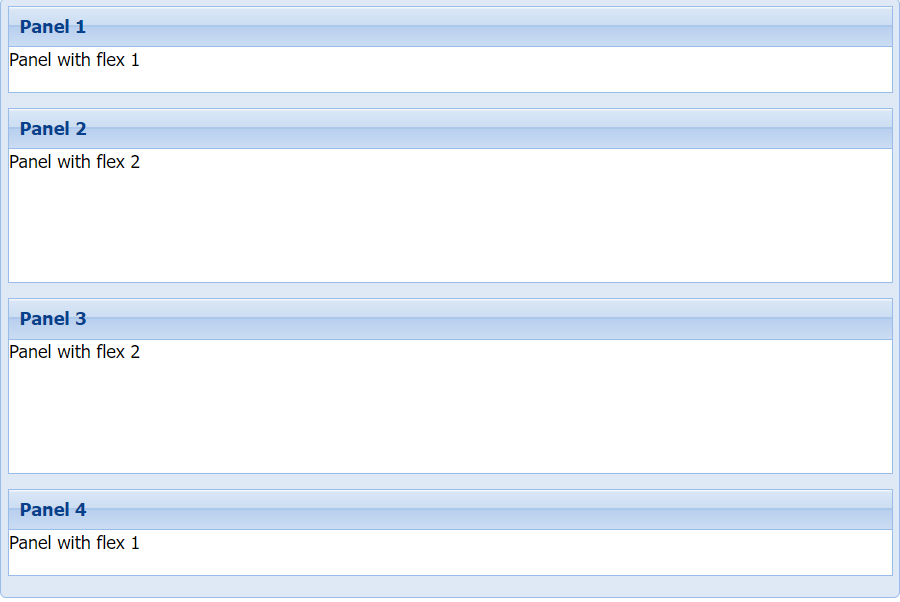 Panel 1
Panel with flex 1
Panel 2
Panel with flex 2
Panel 3
Panel with flex 2
Panel 4
Panel with flex 1